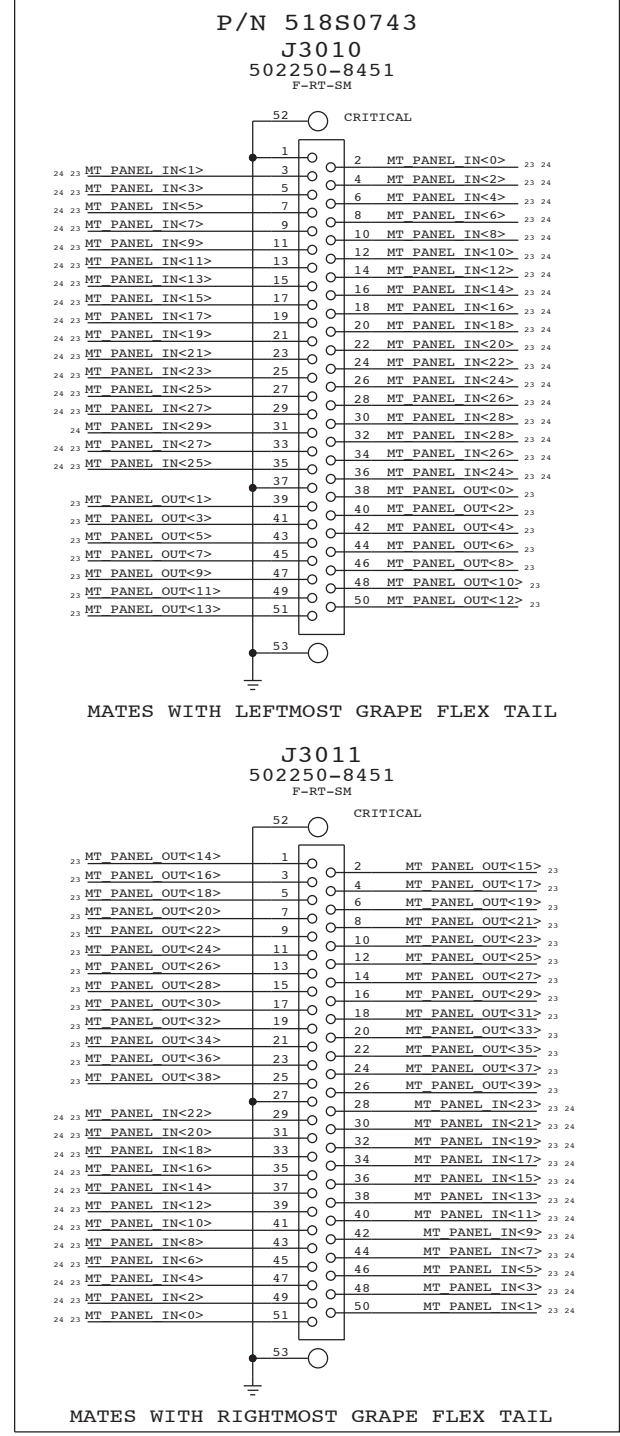 P/N 518S0743
J3010
502250-8451
F-RT-SM
52 CRITICAL
1
2 MT_PANEL_IN<0> 23 24
24 23 MT_PANEL_IN<1> 3
4 MT_PANEL_IN<2> 23 24
24 23 MT_PANEL_IN<3> 5
6 MT_PANEL_IN<4> 23 24
24 23 MT_PANEL_IN<5> 7
8 MT_PANEL_IN<6> 23 24
24 23 MT_PANEL_IN<7> 9
10 MT_PANEL_IN<8> 23 24
24 23 MT_PANEL_IN<9> 11
12 MT_PANEL_IN<10> 23 24
24 23 MT_PANEL_IN<11> 13
14 MT_PANEL_IN<12> 23 24
24 23 MT_PANEL_IN<13> 15
16 MT_PANEL_IN<14> 23 24
24 23 MT_PANEL_IN<15> 17
18 MT_PANEL_IN<16> 23 24
24 23 MT_PANEL_IN<17> 19
20 MT_PANEL_IN<18> 23 24
24 23 MT_PANEL_IN<19> 21
22 MT_PANEL_IN<20> 23 24
24 23 MT_PANEL_IN<21> 23
24 MT_PANEL_IN<22> 23 24
24 23 MT_PANEL_IN<23> 25
26 MT_PANEL_IN<24> 23 24
24 23 MT_PANEL_IN<25> 27
28 MT_PANEL_IN<26> 23 24
24 23 MT_PANEL_IN<27> 29
30 MT_PANEL_IN<28> 23 24
24 MT_PANEL_IN<29> 31
32 MT_PANEL_IN<28> 23 24
24 23 MT_PANEL_IN<27> 33
34 MT_PANEL_IN<26> 23 24
24 23 MT_PANEL_IN<25> 35
36 MT_PANEL_IN<24> 23 24
37
38 MT_PANEL_OUT<0> 23
23 MT_PANEL_OUT<1> 39
40 MT_PANEL_OUT<2> 23
23 MT_PANEL_OUT<3> 41
42 MT_PANEL_OUT<4> 23
23 MT_PANEL_OUT<5> 43
44 MT_PANEL_OUT<6> 23
23 MT_PANEL_OUT<7> 45
46 MT_PANEL_OUT<8> 23
23 MT_PANEL_OUT<9> 47
48 MT_PANEL_OUT<10> 23
23 MT_PANEL_OUT<11> 49
50 MT_PANEL_OUT<12> 23
23 MT_PANEL_OUT<13> 51
53
MATES WITH LEFTMOST GRAPE FLEX TAIL
J3011
502250-8451
F-RT-SM
52 CRITICAL
23 MT_PANEL_OUT<14> 1
2 MT_PANEL_OUT<15> 23
23 MT_PANEL_OUT<16> 3
4 MT_PANEL_OUT<17> 23
23 MT_PANEL_OUT<18> 5
6 MT_PANEL_OUT<19> 23
23 MT_PANEL_OUT<20> 7
8 MT_PANEL_OUT<21> 23
23 MT_PANEL_OUT<22> 9
10 MT_PANEL_OUT<23> 23
23 MT_PANEL_OUT<24> 11
12 MT_PANEL_OUT<25> 23
23 MT_PANEL_OUT<26> 13
14 MT_PANEL_OUT<27> 23
23 MT_PANEL_OUT<28> 15
16 MT_PANEL_OUT<29> 23
23 MT_PANEL_OUT<30> 17
18 MT_PANEL_OUT<31> 23
23 MT_PANEL_OUT<32> 19
20 MT_PANEL_OUT<33> 23
23 MT_PANEL_OUT<34> 21
22 MT_PANEL_OUT<35> 23
23 MT_PANEL_OUT<36> 23
24 MT_PANEL_OUT<37> 23
23 MT_PANEL_OUT<38> 25
26 MT_PANEL_OUT<39> 23
27
28 MT_PANEL_IN<23> 23 24
24 23 MT_PANEL_IN<22> 29
30 MT_PANEL_IN<21> 23 24
24 23 MT_PANEL_IN<20> 31
32 MT_PANEL_IN<19> 23 24
24 23 MT_PANEL_IN<18> 33
34 MT_PANEL_IN<17> 23 24
24 23 MT_PANEL_IN<16> 35
36 MT_PANEL_IN<15> 23 24
24 23 MT_PANEL_IN<14> 37
38 MT_PANEL_IN<13> 23 24
24 23 MT_PANEL_IN<12> 39
40 MT_PANEL_IN<11> 23 24
24 23 MT_PANEL_IN<10> 41
42 MT_PANEL_IN<9> 23 24
24 23 MT_PANEL_IN<8> 43
44 MT_PANEL_IN<7> 23 24
24 23 MT_PANEL_IN<6> 45
46 MT_PANEL_IN<5> 23 24
24 23 MT_PANEL_IN<4> 47
48 MT_PANEL_IN<3> 23 24
24 23 MT_PANEL_IN<2> 49
50 MT_PANEL_IN<1> 23 24
24 23 MT_PANEL_IN<0> 51
53
MATES WITH RIGHTMOST GRAPE FLEX TAIL